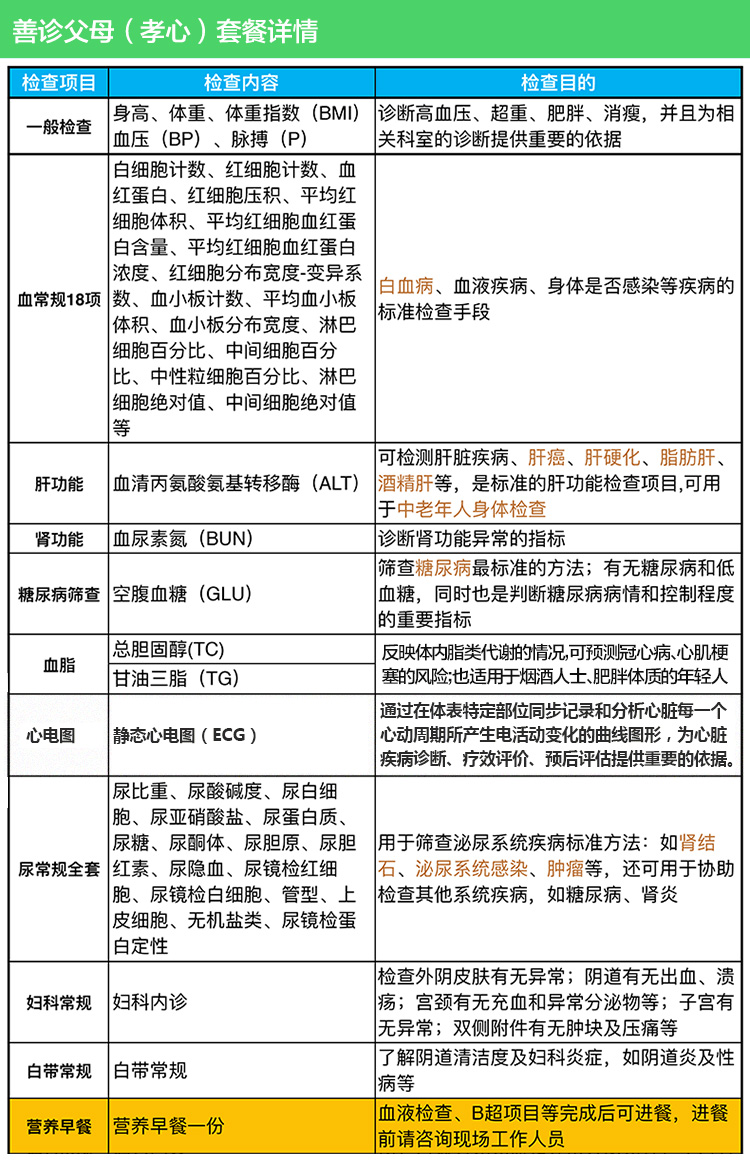 善诊父母（孝心）套餐详情
检查项目
检查内容
检查目的
一般检查
身高、体重、体重指数（BMI）
血压（BP）、脉搏（P）
诊断高血压、超重、肥胖、消瘦，并且为相
关科室的诊断提供重要的依据
血常规18项
白细胞计数、红细胞计数、血
红蛋白、红细胞压积、平均红
细胞体积、平均红细胞血红蛋
白含量、平均红细胞血红蛋白
浓度、红细胞分布宽度-变异系
数、血小板计数、平均血小板
体积、血小板分布宽度、淋巴
细胞百分比、中间细胞百分
比、中性粒细胞百分比、淋巴
细胞绝对值、中间细胞绝对值
等
白血病、血液疾病、身体是否感染等疾病的
标准检查手段
肝功能
血清丙氨酸氨基转移酶（ALT）
可检测肝脏疾病、肝癌、肝硬化、脂肪肝、
酒精肝等，是标准的肝功能检查项目,可用
于中老年人身体检查
肾功能
血尿素氮（BUN）
诊断肾功能异常的指标
糖尿病筛查
空腹血糖（GLU）
筛查糖尿病最标准的方法；有无糖尿病和低
血糖，同时也是判断糖尿病病情和控制程度
的重要指标
血脂
总胆固醇(TC)
甘油三脂（TG）
反映体内脂类代谢的情况,可预测冠心病、心肌梗
塞的风险;也适用于烟酒人士、肥胖体质的年轻人
心电图
静态心电图（ECG）
通过在体表特定部位同步记录和分析心脏每一个
心动周期所产生电活动变化的曲线图形，为心脏
疾病诊断、疗效评价、预后评估提供重要的依据。
尿常规全套
尿比重、尿酸碱度、尿白细
胞、尿亚硝酸盐、尿蛋白质、
尿糖、尿酮体、尿胆原、尿胆
红素、尿隐血、尿镜检红细
胞、尿镜检白细胞、管型、上
皮细胞、无机盐类、尿镜检蛋
白定性
用于筛查泌尿系统疾病标准方法：如肾结
石、泌尿系统感染、肿瘤等，还可用于协助
检查其他系统疾病，如糖尿病、肾炎
妇科常规
妇科内诊
检查外阴皮肤有无异常；阴道有无出血、溃
疡；宫颈有无充血和异常分泌物等；子宫有
无异常；双侧附件有无肿块及压痛等
白带常规
白带常规
了解阴道清洁度及妇科炎症，如阴道炎及性
病等
营养早餐
营养早餐一份
血液检查、B超项目等完成后可进餐，进餐
前请咨询现场工作人员